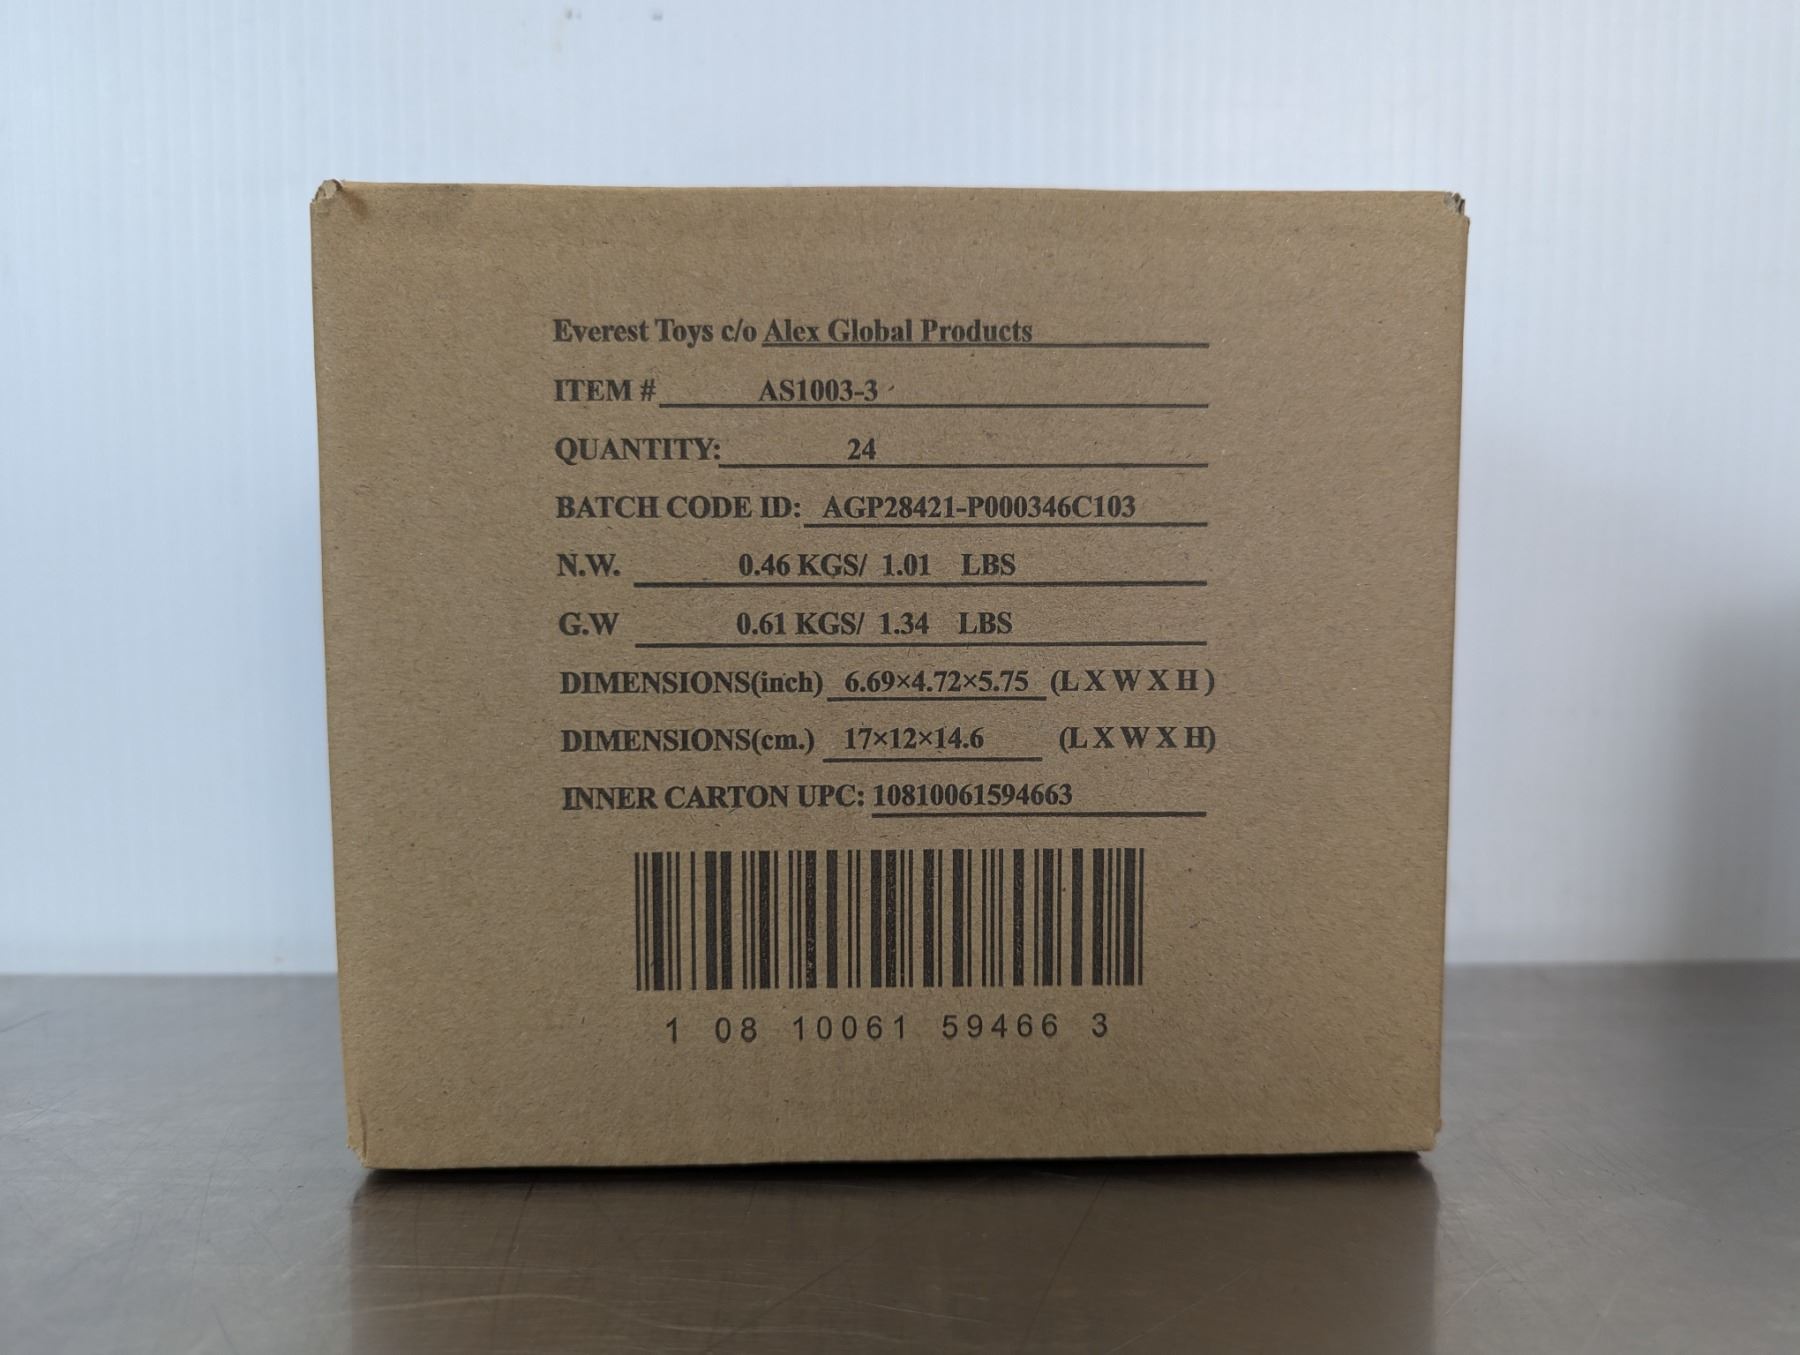 Everest Toys c/o Alex Global Products
ITEM # AS1003-3
QUANTITY: 24
BATCH CODE ID: AGP28421-P000346C103
N.W. 0.46 KGS/ 1.01 LBS
G.W 0.61 KGS/ 1.34 LBS
DIMENSIONS(inch) 6.69×4.72×5.75 (L X W X H )
DIMENSIONS(cm.) 17×12×14.6 (L X W X H)
INNER CARTON UPC: 10810061594663
1 08 10061 59466 3